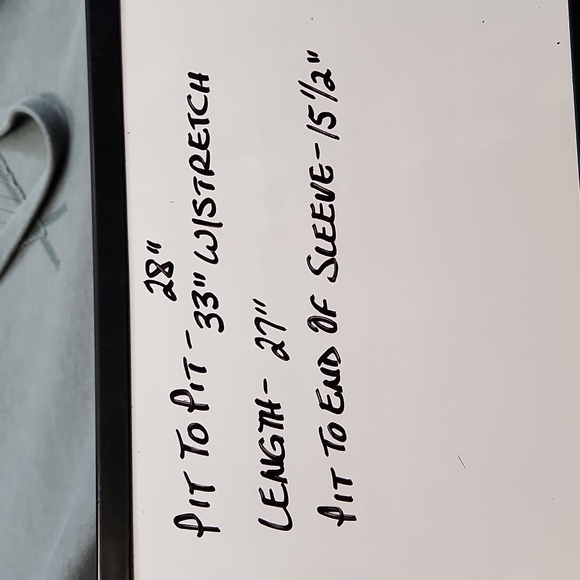 PIT TO PIT - 28"
33" W/STRETCH
LENGTH - 27"
PIT TO END OF SLEEVE - 15 1/2"